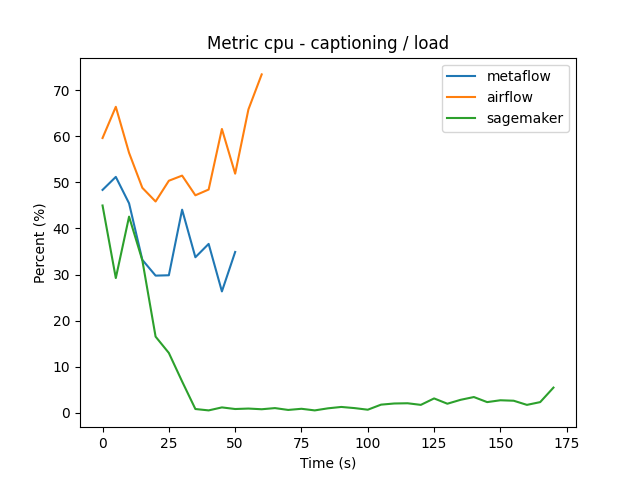 Metric cpu - captioning / load
metaflow
airflow
sagemaker
Percent (%)
70
60
50
40
30
20
10
0
0 25 50 75 100 125 150 175
Time (s)